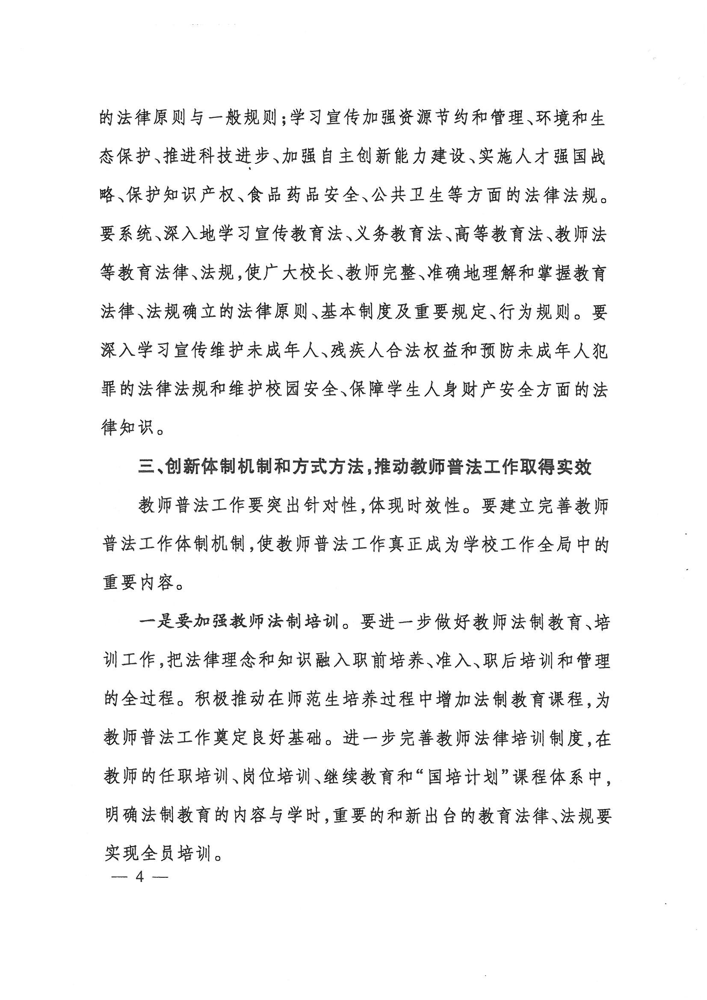 的法律原则与一般规则；学习宣传加强资源节约和管理、环境和生
态保护、推进科技进步、加强自主创新能力建设、实施人才强国战
略、保护知识产权、食品药品安全、公共卫生等方面的法律法规。
要系统、深入地学习宣传教育法、义务教育法、高等教育法、教师法
等教育法律、法规，使广大校长、教师完整、准确地理解和掌握教育
法律、法规确立的法律原则、基本制度及重要规定、行为规则。要
深入学习宣传维护未成年人、残疾人合法权益和预防未成年人犯
罪的法律法规和维护校园安全、保障学生人身财产安全方面的法
律知识。
三、创新体制机制和方式方法，推动教师普法工作取得实效
教师普法工作要突出针对性，体现时效性。要建立完善教师
普法工作体制机制，使教师普法工作真正成为学校工作全局中的
重要内容。
一是要加强教师法制培训。要进一步做好教师法制教育、培
训工作，把法律理念和知识融入职前培养、准入、职后培训和管理
的全过程。积极推动在师范生培养过程中增加法制教育课程，为
教师普法工作奠定良好基础。进一步完善教师法律培训制度，在
教师的任职培训、岗位培训、继续教育和“国培计划”课程体系中，
明确法制教育的内容与学时，重要的和新出台的教育法律、法规要
实现全员培训。
— 4 —